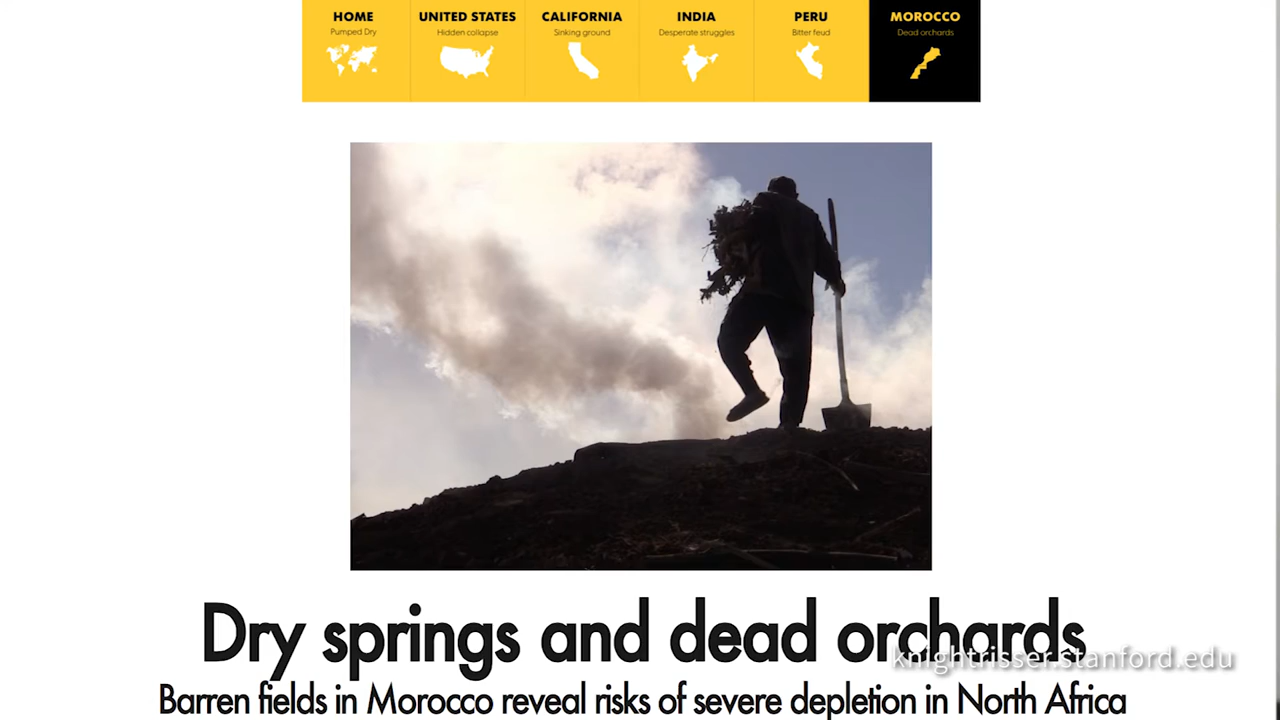 HOME
Pumped Dry
UNITED STATES
Hidden collapse
CALIFORNIA
Sinking ground
INDIA
Desperate struggles
PERU
Bitter feud
MOROCCO
Dead orchards
Dry springs and dead orchards
knightrisser.stanford.edu
Barren fields in Morocco reveal risks of severe depletion in North Africa